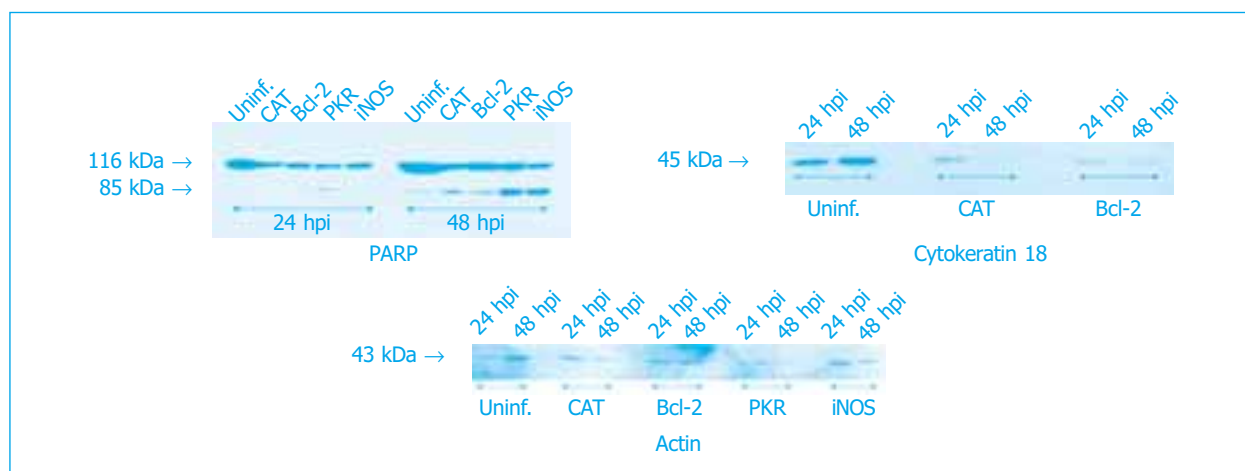 Uninf. CAT Bcl-2 PKR iNOS Uninf. CAT Bcl-2 PKR iNOS
116 kDa →
85 kDa →
24 hpi 48 hpi
PARP
24 hpi 48 hpi 24 hpi 48 hpi 24 hpi 48 hpi
45 kDa →
Uninf. CAT Bcl-2
Cytokeratin 18
24 hpi 48 hpi 24 hpi 48 hpi 24 hpi 48 hpi 24 hpi 48 hpi 24 hpi 48 hpi
43 kDa →
Uninf. CAT Bcl-2 PKR iNOS
Actin